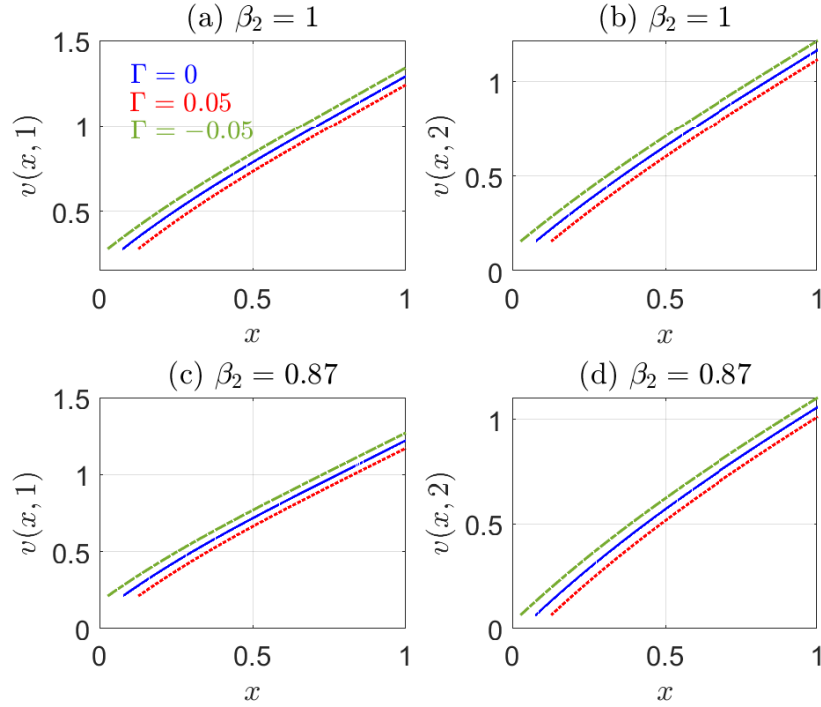 (a) β₂ = 1
(b) β₂ = 1
1.5
1
0.5
v(x, 1)
Γ = 0
Γ = 0.05
Γ = −0.05
0
0.5
1
x
1
0.5
0
v(x, 2)
0
0.5
1
x
(c) β₂ = 0.87
(d) β₂ = 0.87
1.5
1
0.5
0
v(x, 1)
0
0.5
1
x
1
0.5
0
v(x, 2)
0
0.5
1
x